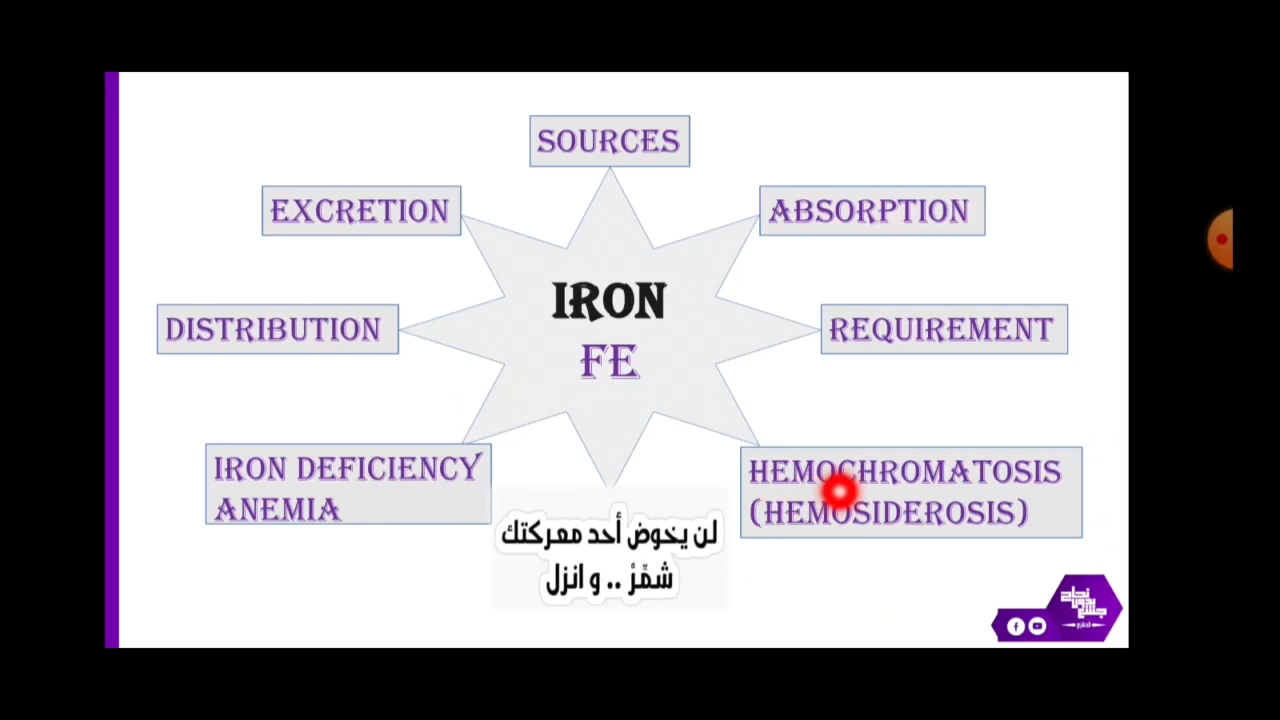 SOURCES
EXCRETION
ABSORPTION
IRON
FE
DISTRIBUTION
REQUIREMENT
IRON DEFICIENCY
ANEMIA
HEMOCHROMATOSIS
(HEMOSIDEROSIS)
لن يخوض أحد معركتك
شمِّرْ .. و انزل